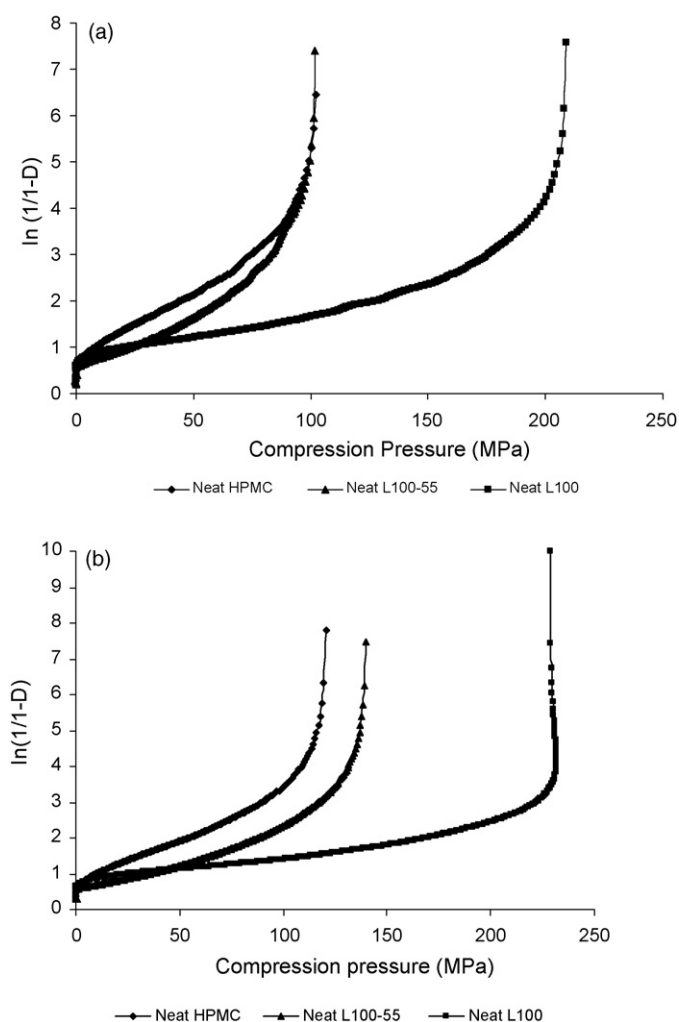 (a)
8
7
6
5
4
3
2
1
0
ln (1/1-D)
0 50 100 150 200 250
Compression Pressure (MPa)
Neat HPMC Neat L100-55 Neat L100
(b)
10
9
8
7
6
5
4
3
2
1
0
ln(1/1-D)
0 50 100 150 200 250
Compression pressure (MPa)
Neat HPMC Neat L100-55 Neat L100